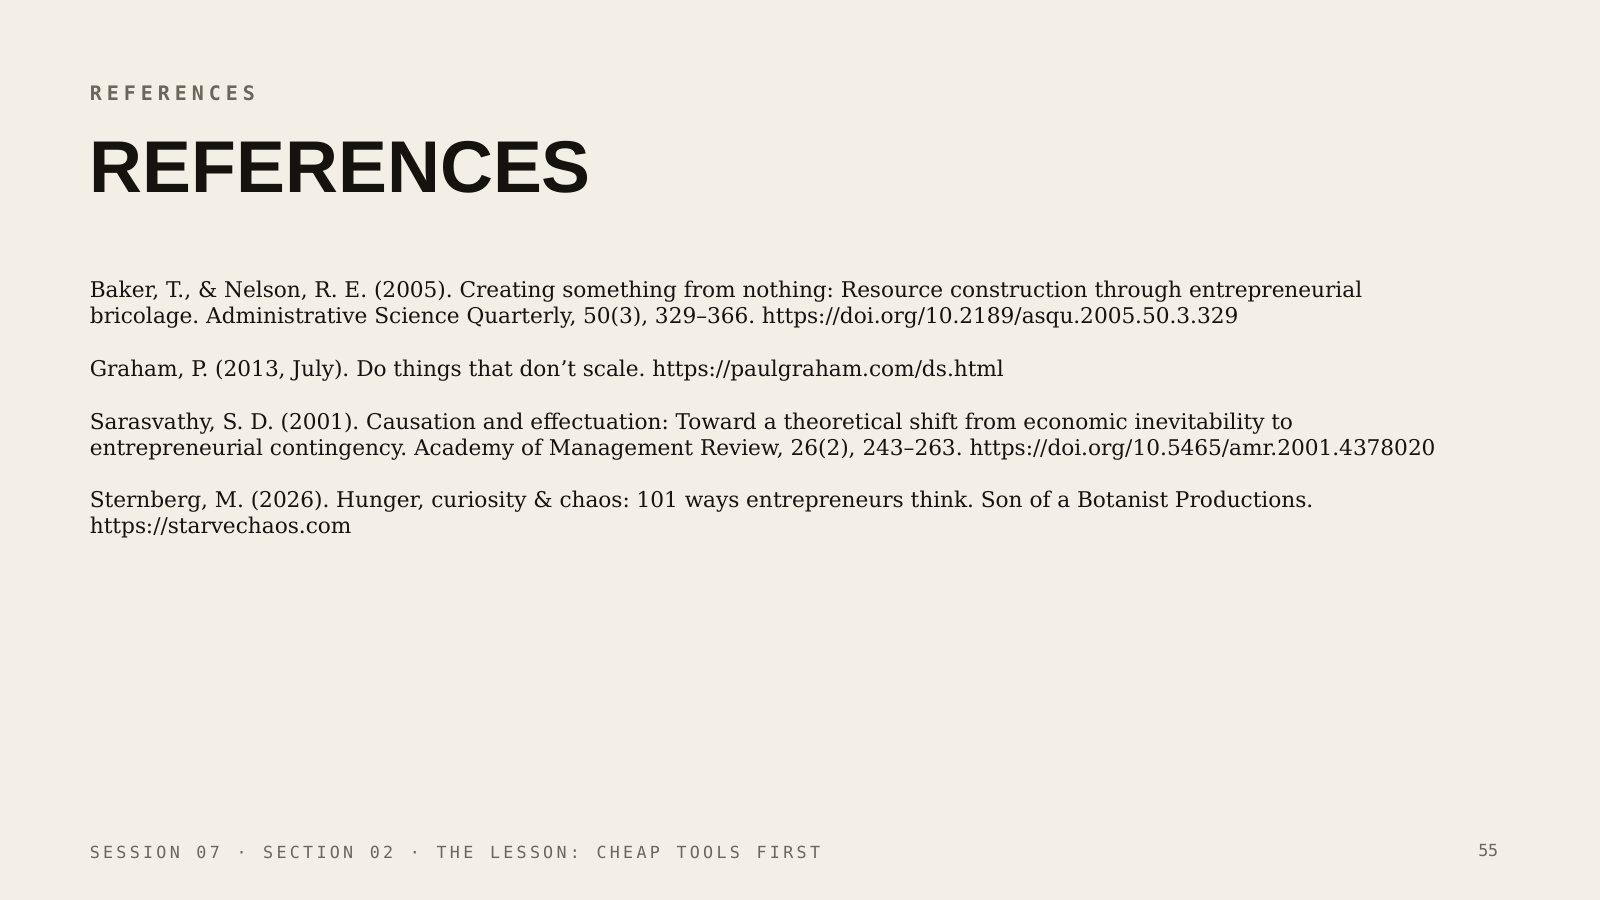 REFERENCES
REFERENCES
Baker, T., & Nelson, R. E. (2005). Creating something from nothing: Resource construction through entrepreneurial
bricolage. Administrative Science Quarterly, 50(3), 329–366. https://doi.org/10.2189/asqu.2005.50.3.329
Graham, P. (2013, July). Do things that don’t scale. https://paulgraham.com/ds.html
Sarasvathy, S. D. (2001). Causation and effectuation: Toward a theoretical shift from economic inevitability to
entrepreneurial contingency. Academy of Management Review, 26(2), 243–263. https://doi.org/10.5465/amr.2001.4378020
Sternberg, M. (2026). Hunger, curiosity & chaos: 101 ways entrepreneurs think. Son of a Botanist Productions.
https://starvechaos.com
SESSION 07 · SECTION 02 · THE LESSON: CHEAP TOOLS FIRST
55